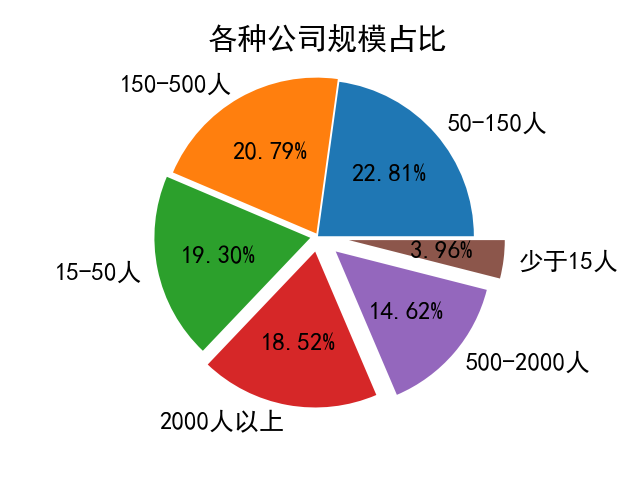 各种公司规模占比
150-500人
50-150人
20.79%
22.81%
19.30%
3.96%
少于15人
15-50人
14.62%
18.52%
500-2000人
2000人以上